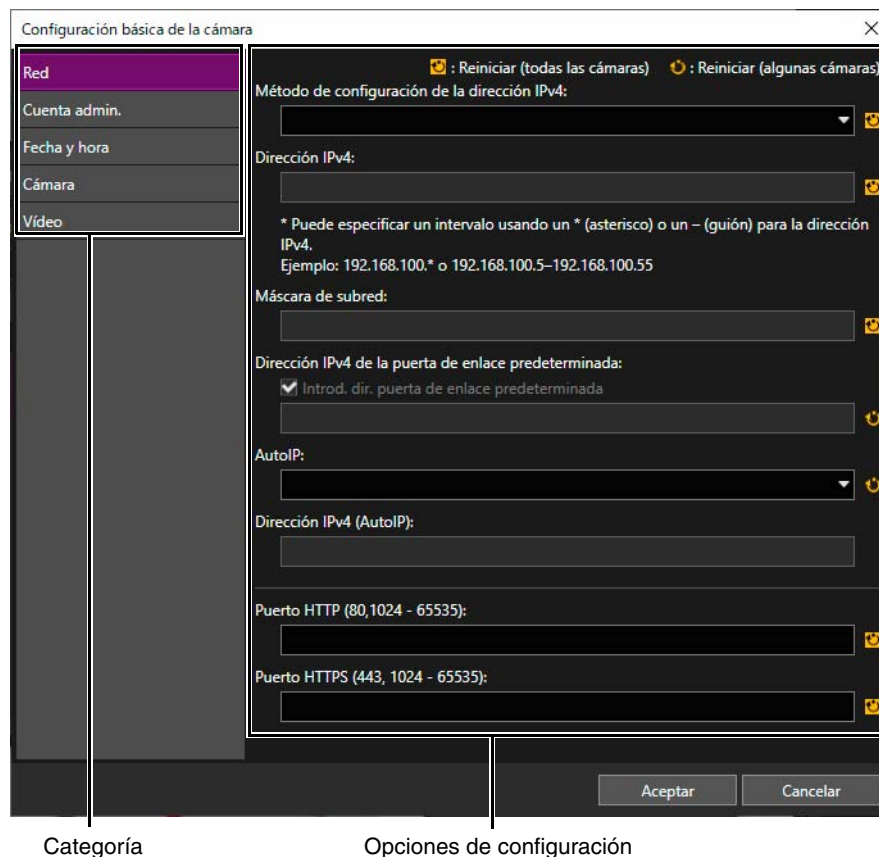 Configuración básica de la cámara
Red
Cuenta admin.
Fecha y hora
Cámara
Vídeo
: Reiniciar (todas las cámaras) : Reiniciar (algunas cámaras)
Método de configuración de la dirección IPv4:
Dirección IPv4:
* Puede especificar un intervalo usando un * (asterisco) o un – (guión) para la dirección
IPv4.
Ejemplo: 192.168.100.* o 192.168.100.5–192.168.100.55
Máscara de subred:
Dirección IPv4 de la puerta de enlace predeterminada:
Introd. dir. puerta de enlace predeterminada
AutoIP:
Dirección IPv4 (AutoIP):
Puerto HTTP (80,1024 - 65535):
Puerto HTTPS (443, 1024 - 65535):
Aceptar Cancelar
Categoría Opciones de configuración